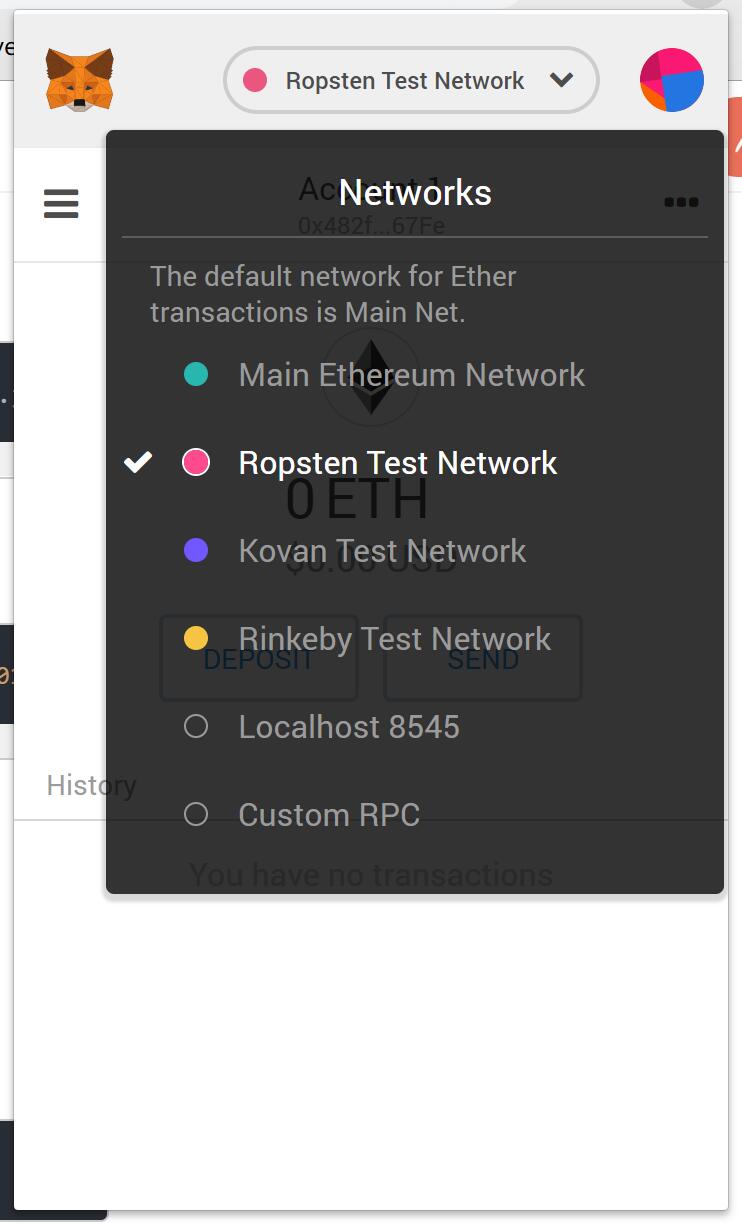 Ropsten Test Network
Account 1
0x482f...67Fe
Networks
The default network for Ether
transactions is Main Net.
Main Ethereum Network
Ropsten Test Network
0 ETH
Kovan Test Network
$0.00 USD
Rinkeby Test Network
DEPOSIT
SEND
Localhost 8545
History
Custom RPC
You have no transactions